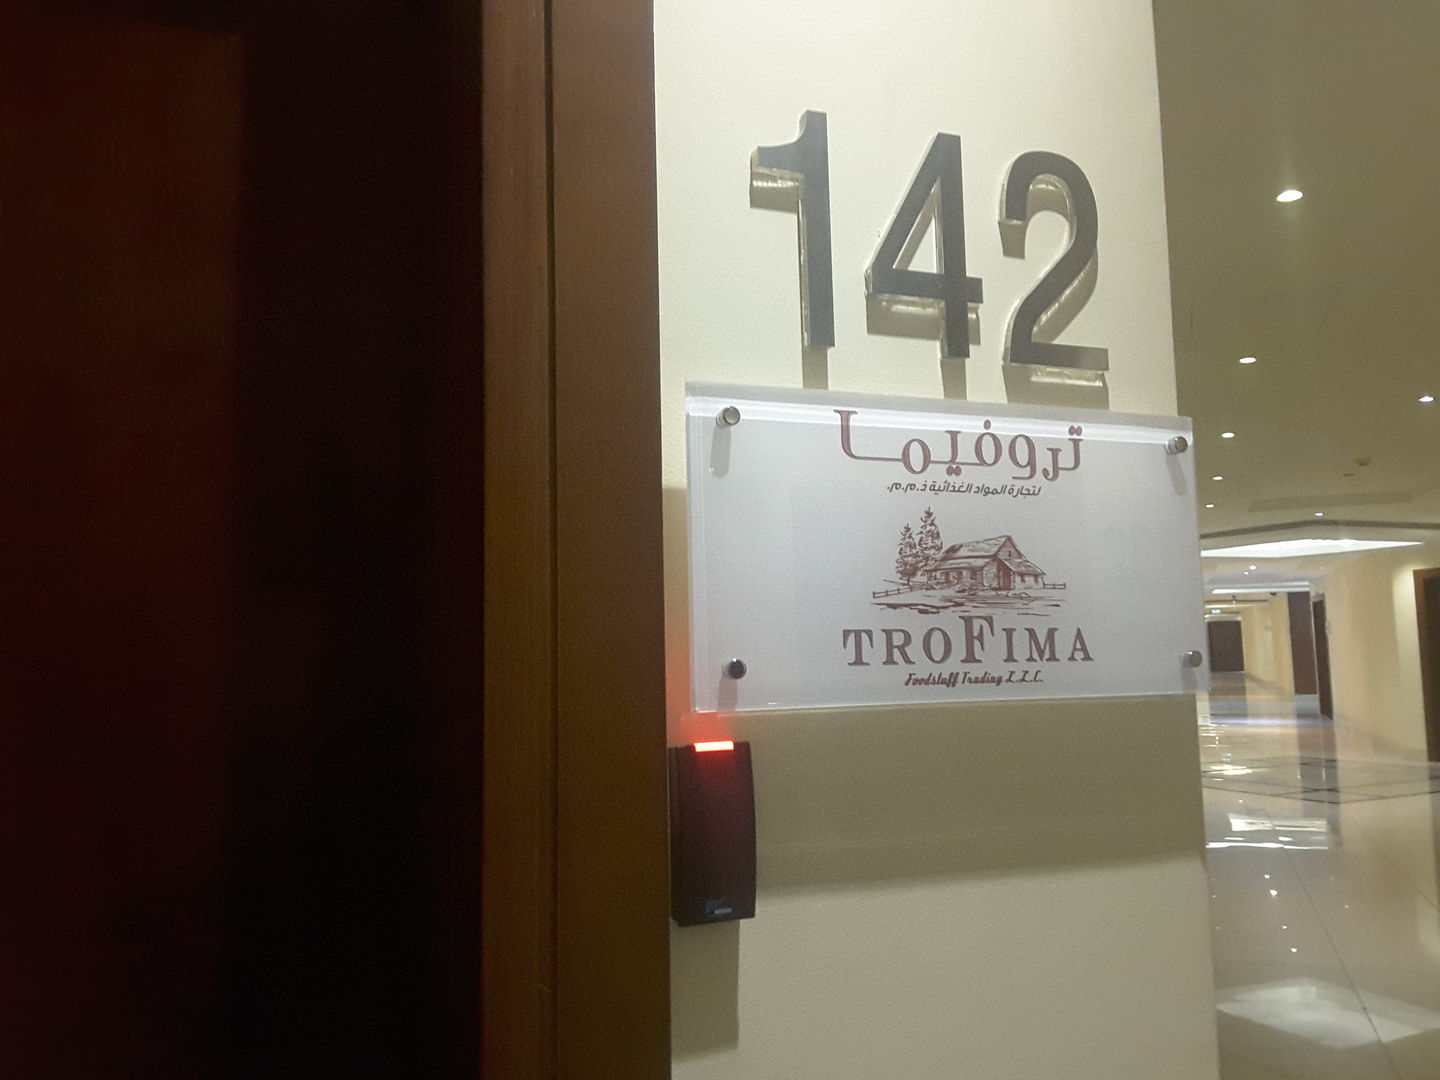 142
تروفيما
لتجارة المواد الغذائية ذ.م.م.
TROFIMA
Foodstuff Trading L.L.C.